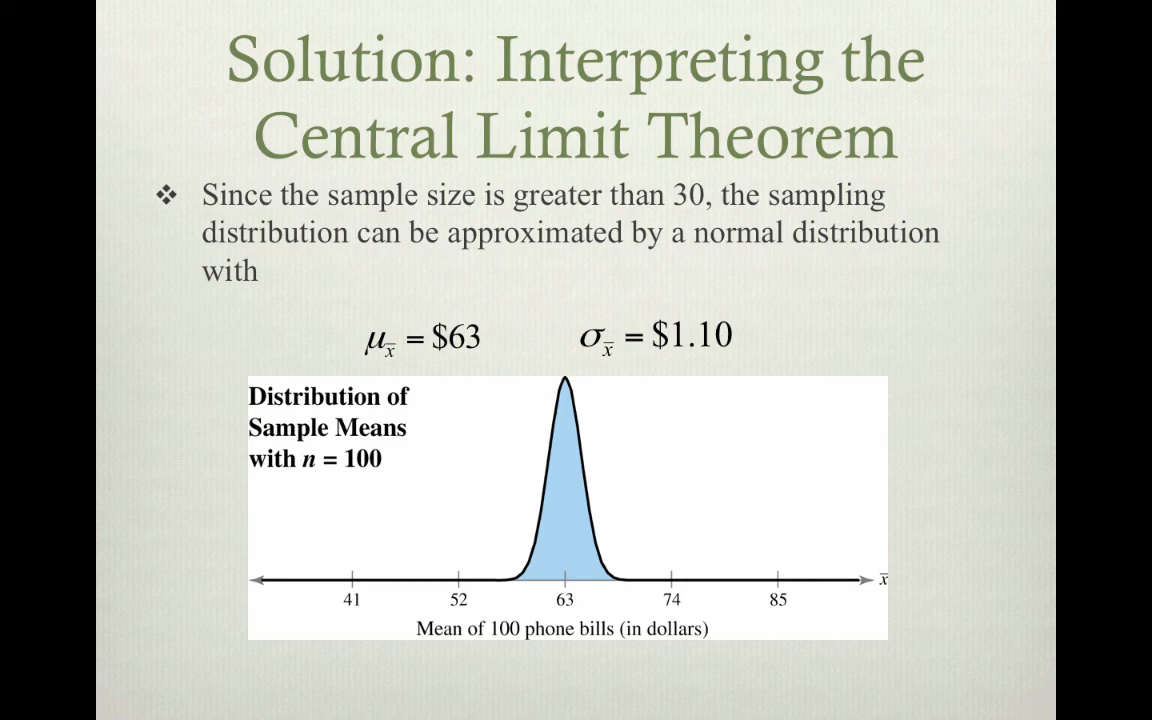 Solution: Interpreting the
Central Limit Theorem
❖ Since the sample size is greater than 30, the sampling
distribution can be approximated by a normal distribution
with
μx̄ = $63 σx̄ = $1.10
Distribution of
Sample Means
with n = 100
x̄
41 52 63 74 85
Mean of 100 phone bills (in dollars)